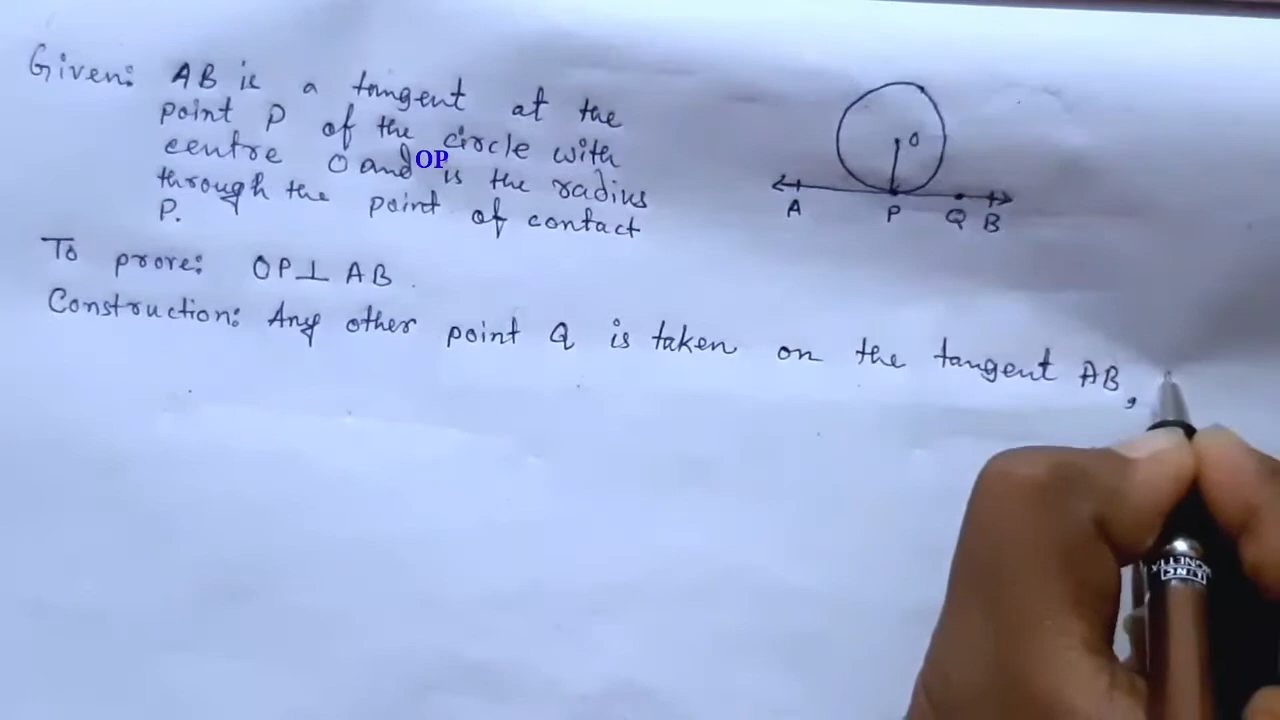 Given: AB is a tangent at the
point P of the circle with
centre O and OP is the radius
through the point of contact
P.
To prove: OP⊥ AB.
Construction: Any other point Q is taken on the tangent AB,
O
A P Q B
LINC